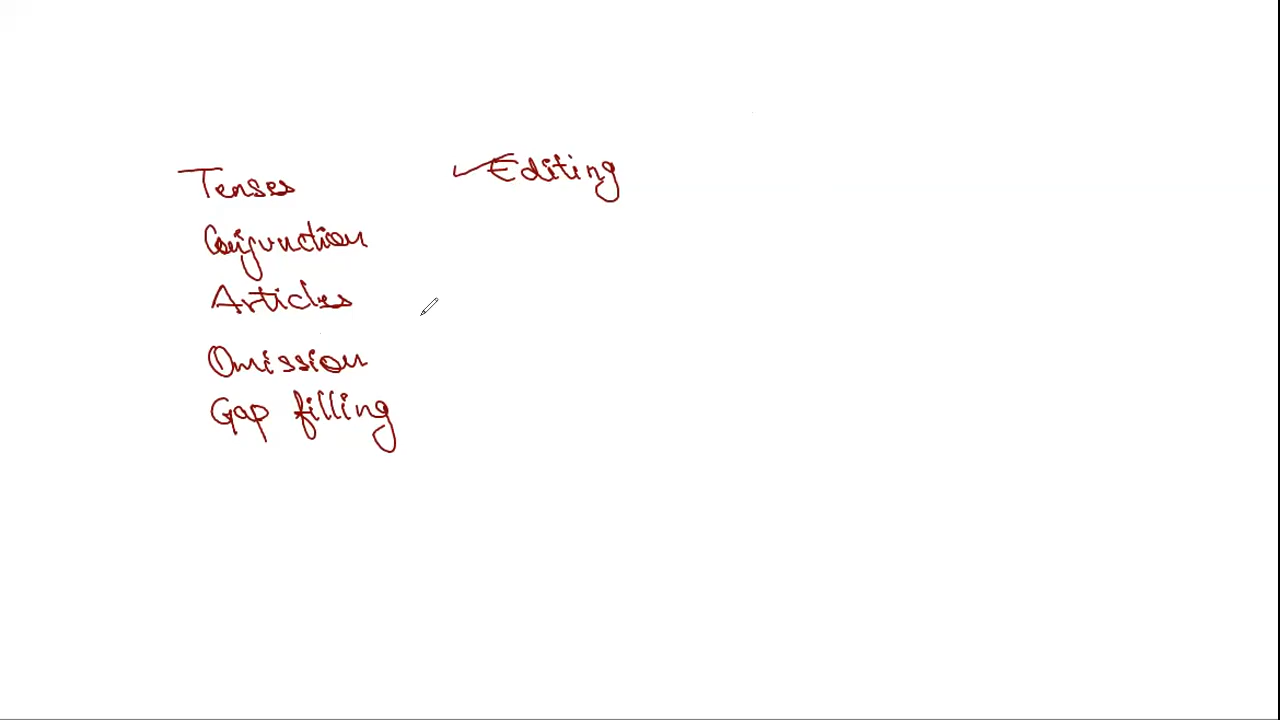 Tenses
Editing
Conjunction
Articles
Omission
Gap filling